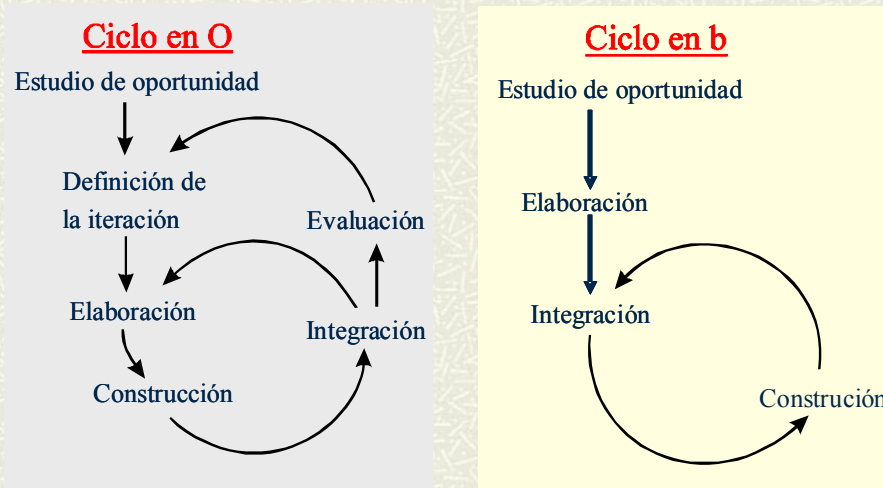 Ciclo en O
Estudio de oportunidad
Definición de
la iteración
Evaluación
Elaboración
Integración
Construcción
Ciclo en b
Estudio de oportunidad
Elaboración
Integración
Construción